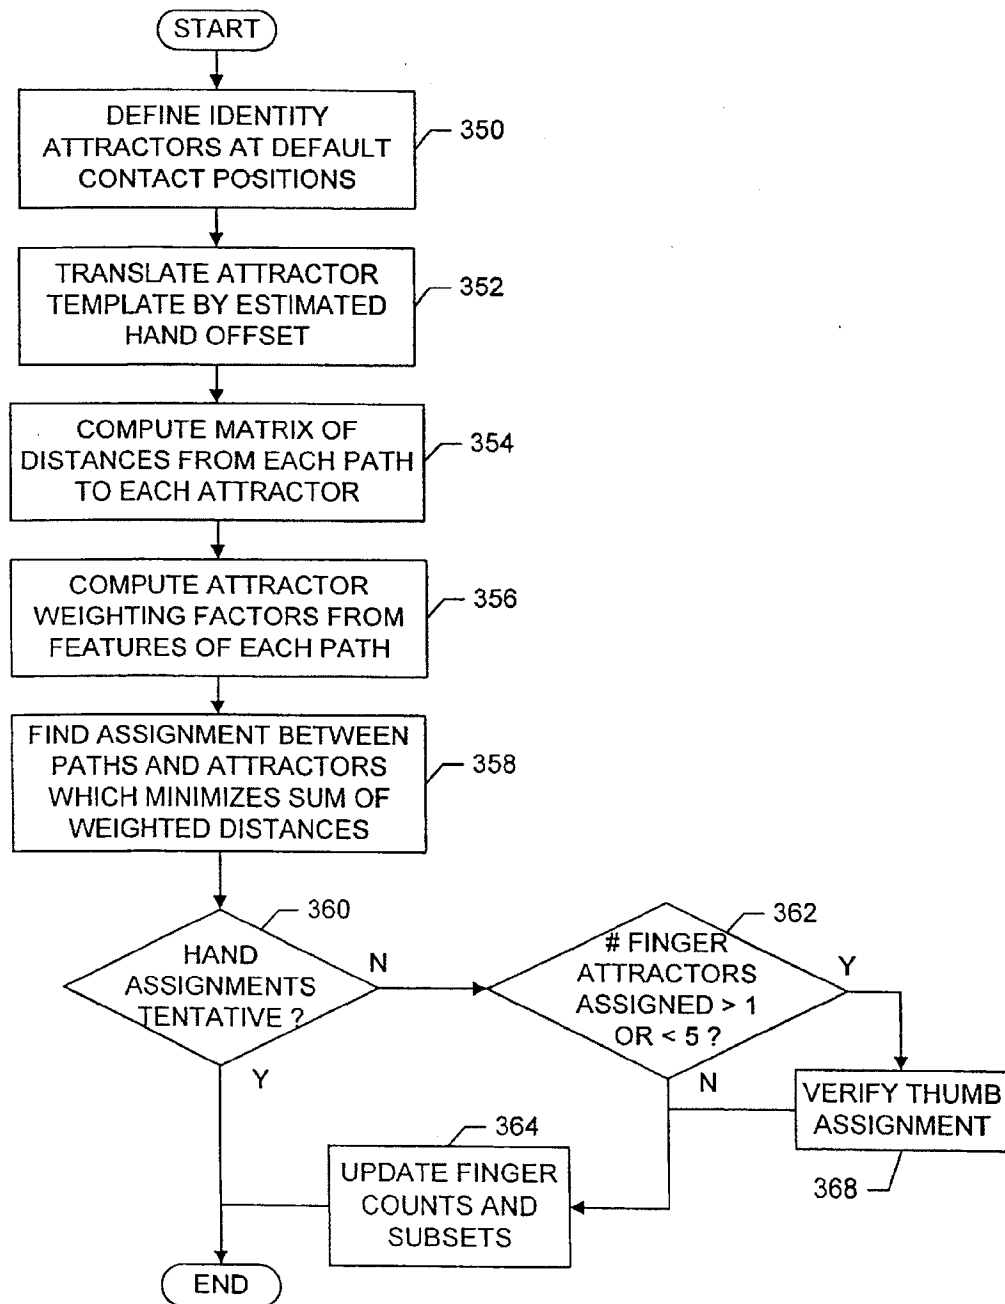 START
DEFINE IDENTITY
ATTRACTORS AT DEFAULT
CONTACT POSITIONS
350
TRANSLATE ATTRACTOR
TEMPLATE BY ESTIMATED
HAND OFFSET
352
COMPUTE MATRIX OF
DISTANCES FROM EACH PATH
TO EACH ATTRACTOR
354
COMPUTE ATTRACTOR
WEIGHTING FACTORS FROM
FEATURES OF EACH PATH
356
FIND ASSIGNMENT BETWEEN
PATHS AND ATTRACTORS
WHICH MINIMIZES SUM OF
WEIGHTED DISTANCES
358
360
HAND
ASSIGNMENTS
TENTATIVE ?
N
Y
362
# FINGER
ATTRACTORS
ASSIGNED > 1
OR < 5 ?
Y
N
VERIFY THUMB
ASSIGNMENT
368
364
UPDATE FINGER
COUNTS AND
SUBSETS
END